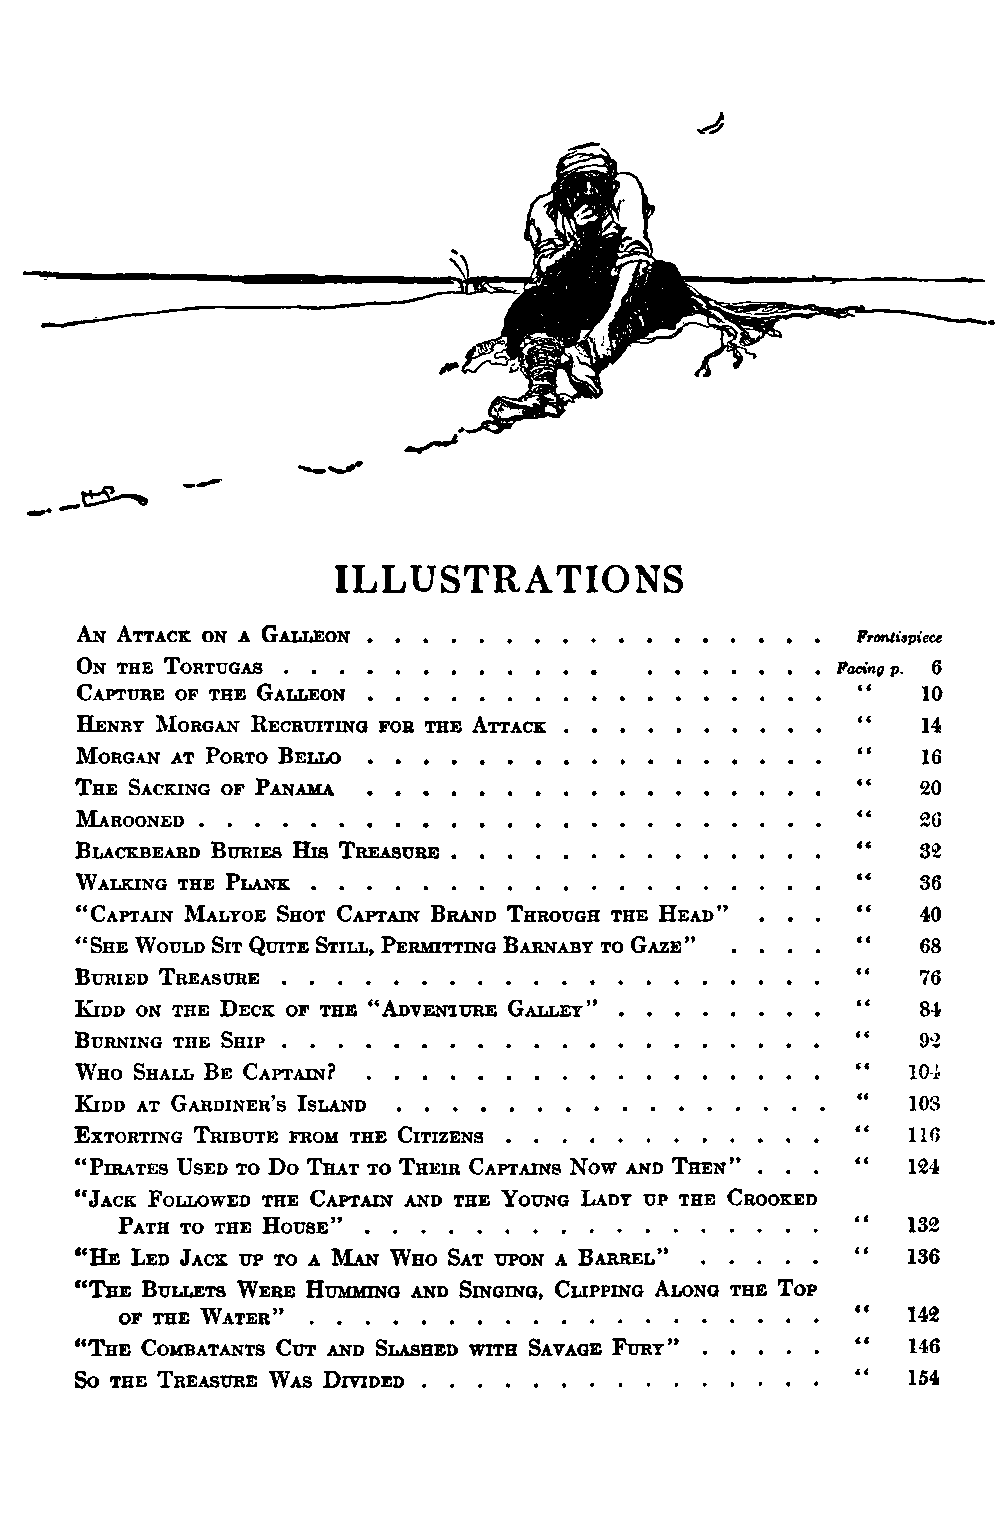 HP
ILLUSTRATIONS
An Attack on a Galleon . . . . . . . . . . . . . . . . . Frontispiece
On the Tortugas . . . . . . . . . . . . . . . . . . . . Facing p. 6
Capture of the Galleon . . . . . . . . . . . . . . . . . “ 10
Henry Morgan Recruiting for the Attack . . . . . . . . . . “ 14
Morgan at Porto Bello . . . . . . . . . . . . . . . . . “ 16
The Sacking of Panama . . . . . . . . . . . . . . . . . “ 20
Marooned . . . . . . . . . . . . . . . . . . . . . . . “ 26
Blackbeard Buries His Treasure . . . . . . . . . . . . . . “ 32
Walking the Plank . . . . . . . . . . . . . . . . . . . “ 36
“Captain Malyoe Shot Captain Brand Through the Head” . . . “ 40
“She Would Sit Quite Still, Permitting Barnaby to Gaze” . . . . “ 68
Buried Treasure . . . . . . . . . . . . . . . . . . . . “ 76
Kidd on the Deck of the “Adventure Galley” . . . . . . . . “ 84
Burning the Ship . . . . . . . . . . . . . . . . . . . . “ 92
Who Shall Be Captain? . . . . . . . . . . . . . . . . . “ 104
Kidd at Gardiner's Island . . . . . . . . . . . . . . . . “ 108
Extorting Tribute from the Citizens . . . . . . . . . . . . “ 116
“Pirates Used to Do That to Their Captains Now and Then” . . . “ 124
“Jack Followed the Captain and the Young Lady up the Crooked
Path to the House” . . . . . . . . . . . . . . . . . “ 132
“He Led Jack up to a Man Who Sat upon a Barrel” . . . . . “ 136
“The Bullets Were Humming and Singing, Clipping Along the Top
of the Water” . . . . . . . . . . . . . . . . . . . “ 142
“The Combatants Cut and Slashed with Savage Fury” . . . . . “ 146
So the Treasure Was Divided . . . . . . . . . . . . . . . “ 154